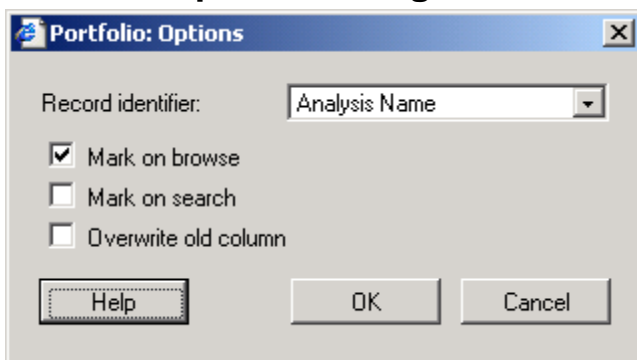 Portfolio: Options
Record identifier: Analysis Name
Mark on browse
Mark on search
Overwrite old column
Help OK Cancel